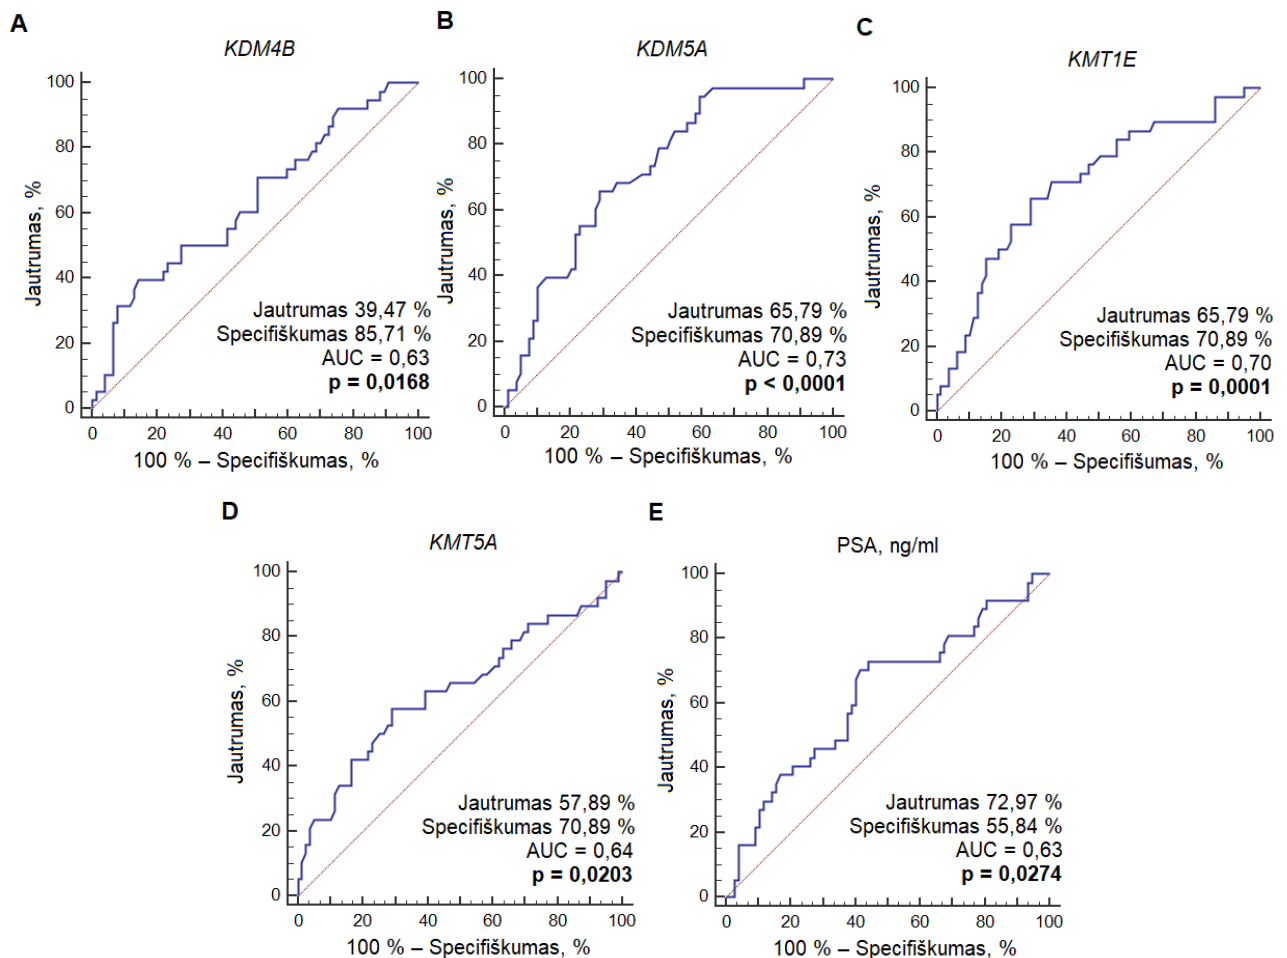 A
KDM4B
Jautrumas, %
100
80
60
40
20
0
Jautrumas 39,47 %
Specifiškumas 85,71 %
AUC = 0,63
p = 0,0168
0 20 40 60 80 100
100 % – Specifiškumas, %
B
KDM5A
Jautrumas, %
100
80
60
40
20
0
Jautrumas 65,79 %
Specifiškumas 70,89 %
AUC = 0,73
p < 0,0001
0 20 40 60 80 100
100 % – Specifiškumas, %
C
KMT1E
Jautrumas, %
100
80
60
40
20
0
Jautrumas 65,79 %
Specifiškumas 70,89 %
AUC = 0,70
p = 0,0001
0 20 40 60 80 100
100 % – Specifišumas, %
D
KMT5A
Jautrumas, %
100
80
60
40
20
0
Jautrumas 57,89 %
Specifiškumas 70,89 %
AUC = 0,64
p = 0,0203
0 20 40 60 80 100
100 % – Specifiškumas, %
E
PSA, ng/ml
Jautrumas, %
100
80
60
40
20
0
Jautrumas 72,97 %
Specifiškumas 55,84 %
AUC = 0,63
p = 0,0274
0 20 40 60 80 100
100 % – Specifiškumas, %